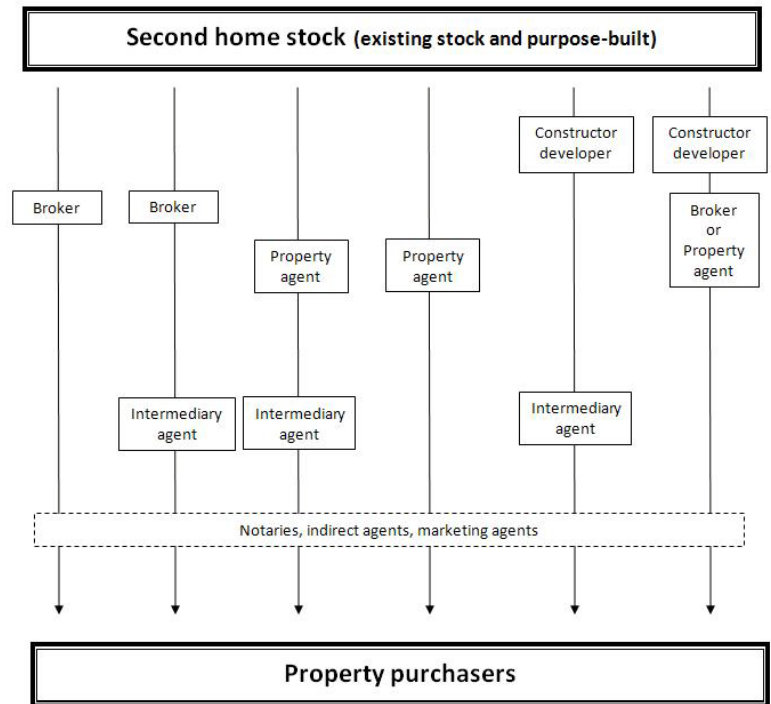 Second home stock (existing stock and purpose-built)
Constructor
developer
Constructor
developer
Broker
Broker
Broker
or
Property
agent
Property
agent
Property
agent
Intermediary
agent
Intermediary
agent
Intermediary
agent
Notaries, indirect agents, marketing agents
Property purchasers